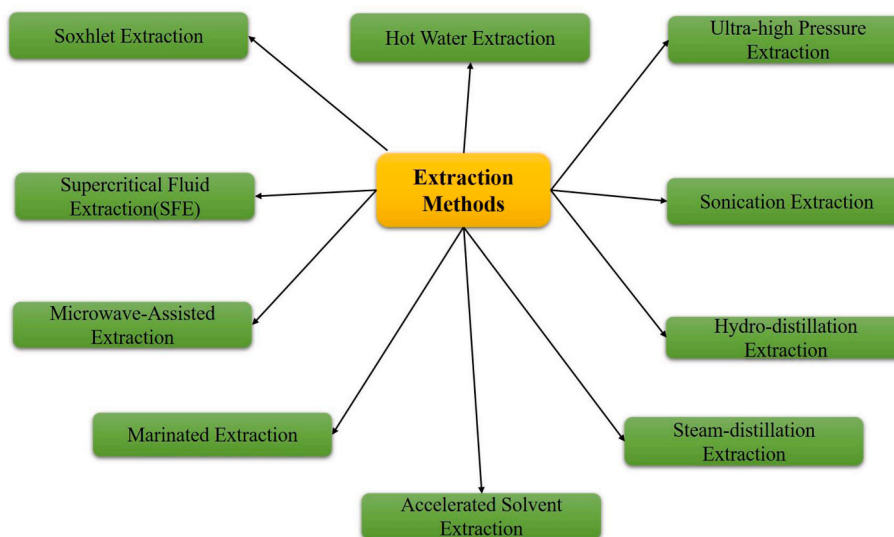 Soxhlet Extraction
Hot Water Extraction
Ultra-high Pressure
Extraction
Extraction
Methods
Supercritical Fluid
Extraction(SFE)
Sonication Extraction
Microwave-Assisted
Extraction
Hydro-distillation
Extraction
Marinated Extraction
Steam-distillation
Extraction
Accelerated Solvent
Extraction